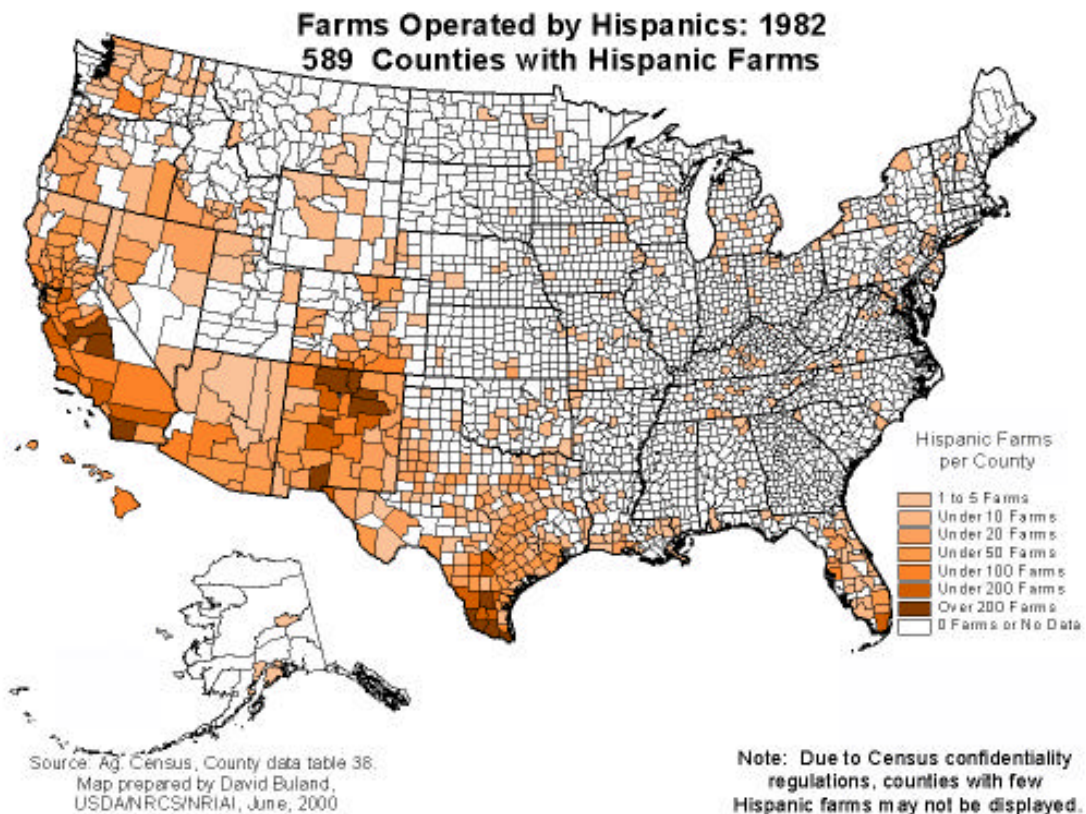 Farms Operated by Hispanics: 1982
589 Counties with Hispanic Farms
Hispanic Farms
per County
1 to 5 Farms
Under 10 Farms
Under 20 Farms
Under 50 Farms
Under 100 Farms
Under 200 Farms
Over 200 Farms
0 Farms or No Data
Source: Ag. Census, County data table 38.
Map prepared by David Buland,
USDA/NRCS/NRIAI, June, 2000
Note: Due to Census confidentiality
regulations, counties with few
Hispanic farms may not be displayed.